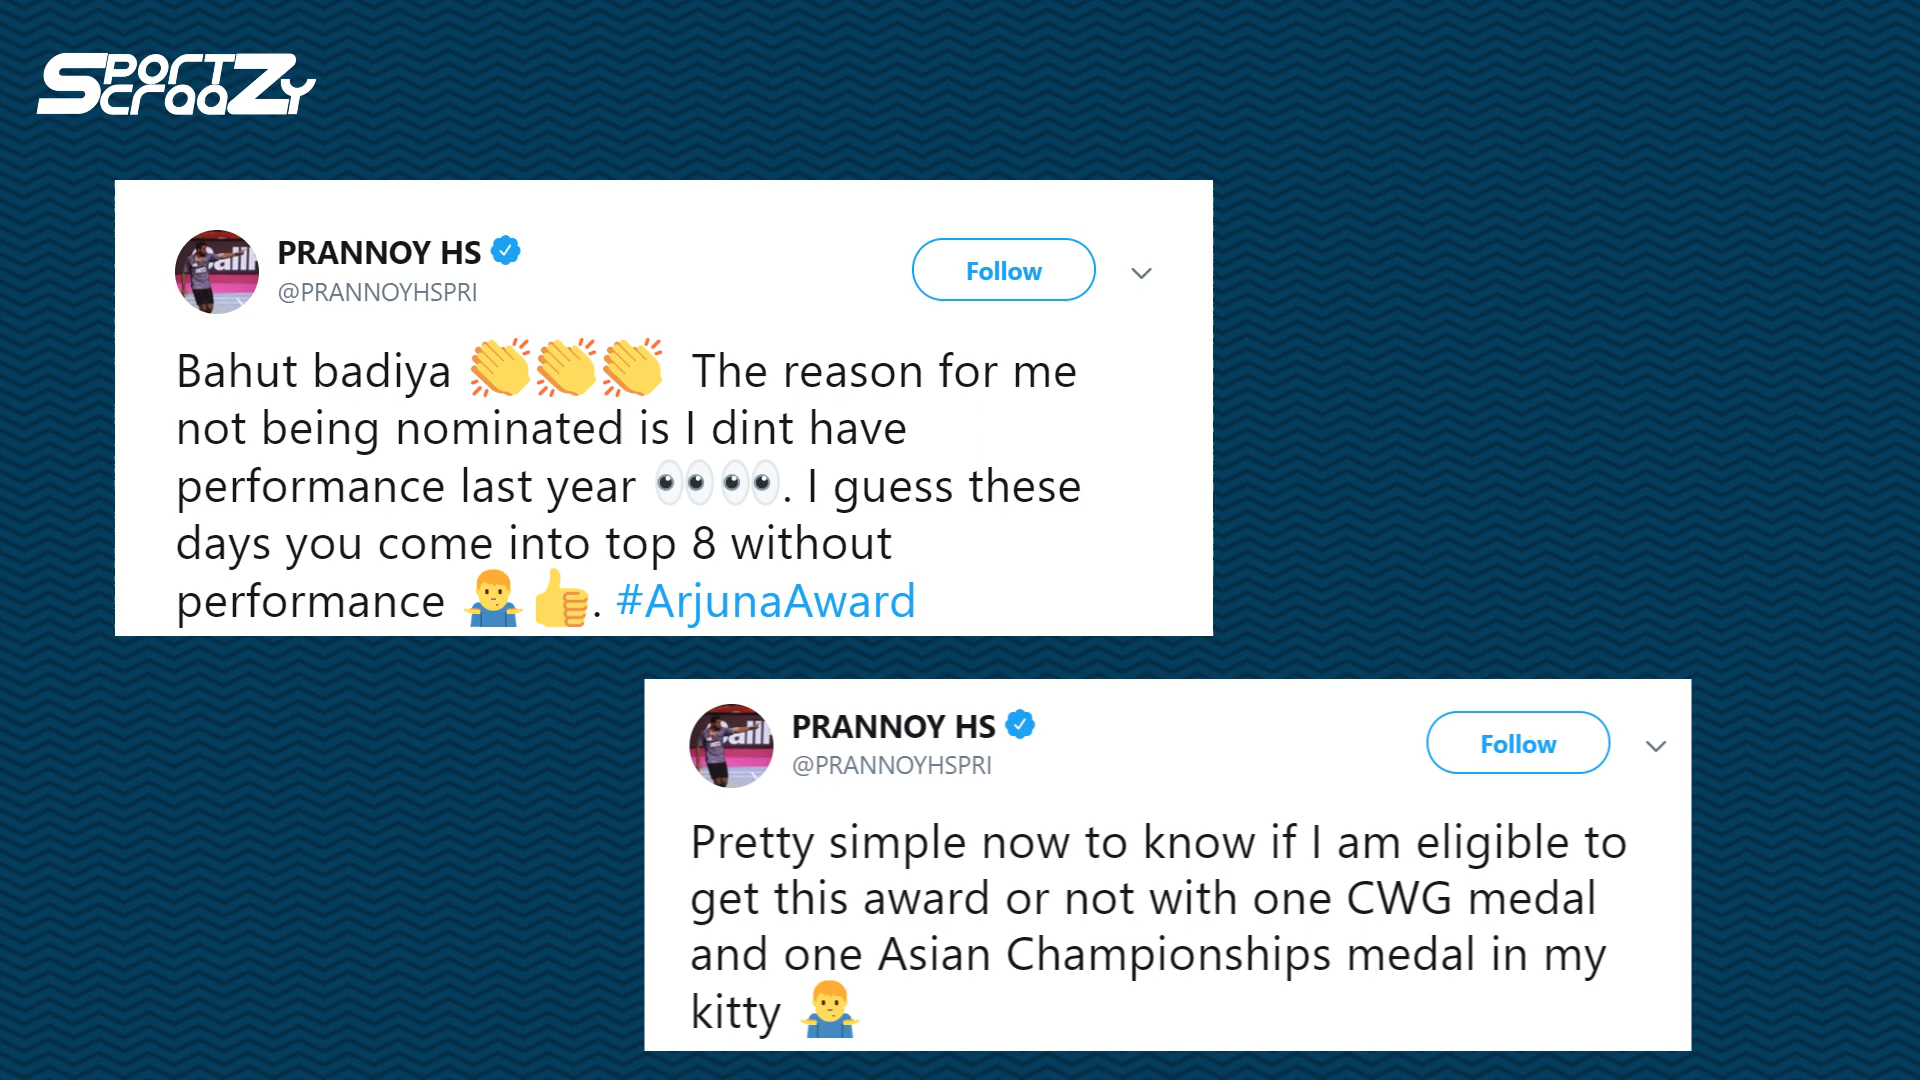 SPORTZ
SCraaZy
PRANNOY HS
@PRANNOYHSPRI
Follow
Bahut badiya 👏👏👏 The reason for me
not being nominated is I dint have
performance last year 👀👀. I guess these
days you come into top 8 without
performance 🤷‍♂️👍. #ArjunaAward
PRANNOY HS
@PRANNOYHSPRI
Follow
Pretty simple now to know if I am eligible to
get this award or not with one CWG medal
and one Asian Championships medal in my
kitty 🤷‍♂️